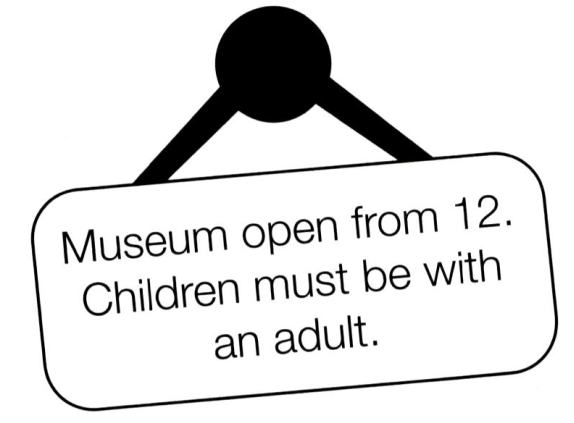 Museum open from 12.
Children must be with
an adult.